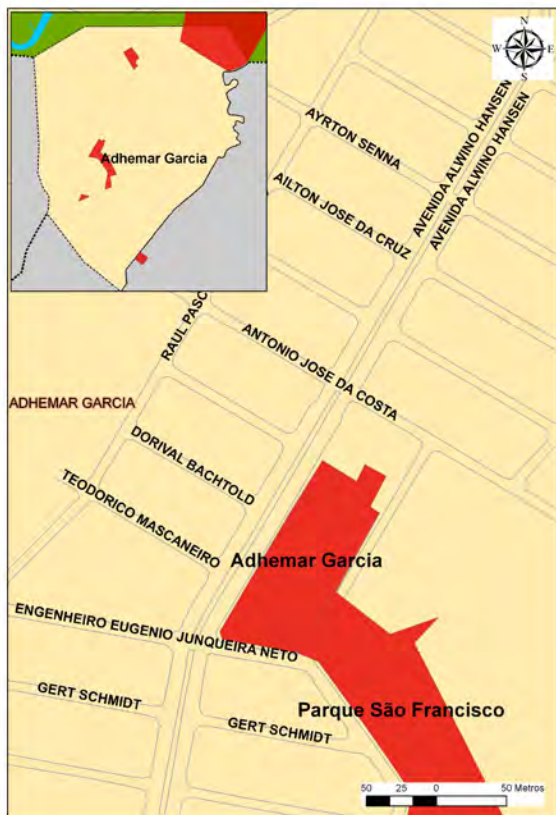 N
W E
S
Adhemar Garcia
AYRTON SENNA
AVENIDA ALWINO HANSEN
AVENIDA ALWINO HANSEN
AILTON JOSE DA CRUZ
RAUL PASC
ANTONIO JOSE DA COSTA
ADHEMAR GARCIA
DORIVAL BACHTOLD
TEODORICO MASCANEIRO
Adhemar Garcia
ENGENHEIRO EUGENIO JUNQUEIRA NETO
GERT SCHMIDT
Parque São Francisco
GERT SCHMIDT
50 25 0 50 Metros